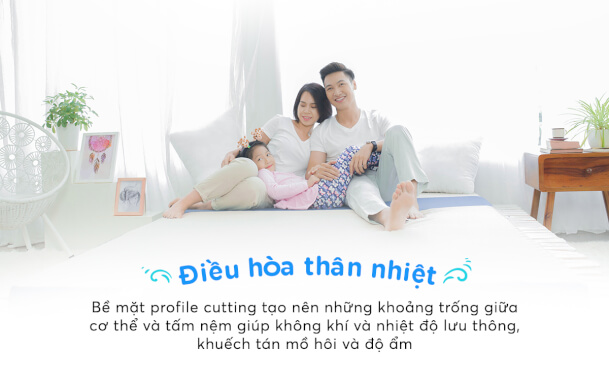 Điều hòa thân nhiệt
Bề mặt profile cutting tạo nên những khoảng trống giữa
cơ thể và tấm nệm giúp không khí và nhiệt độ lưu thông,
khuếch tán mồ hôi và độ ẩm